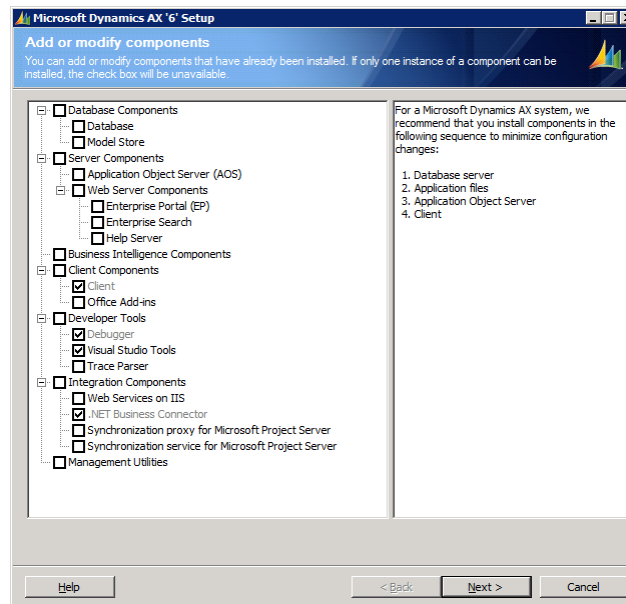 Microsoft Dynamics AX '6' Setup
Add or modify components
You can add or modify components that have already been installed. If only one instance of a component can be
installed, the check box will be unavailable.
Database Components
Database
Model Store
Server Components
Application Object Server (AOS)
Web Server Components
Enterprise Portal (EP)
Enterprise Search
Help Server
Business Intelligence Components
Client Components
Client
Office Add-ins
Developer Tools
Debugger
Visual Studio Tools
Trace Parser
Integration Components
Web Services on IIS
.NET Business Connector
Synchronization proxy for Microsoft Project Server
Synchronization service for Microsoft Project Server
Management Utilities
For a Microsoft Dynamics AX system, we
recommend that you install components in the
following sequence to minimize configuration
changes:
1. Database server
2. Application files
3. Application Object Server
4. Client
Help
< Back
Next >
Cancel